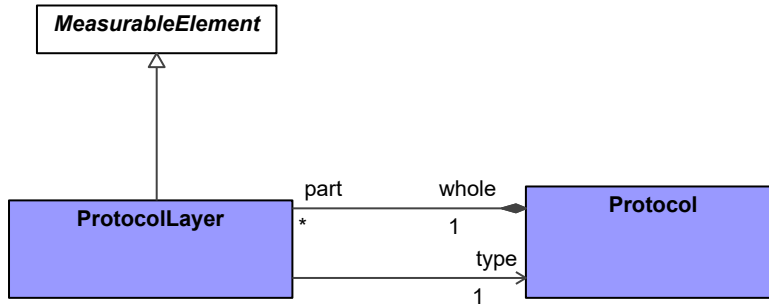 MeasurableElement
part whole
ProtocolLayer
Protocol
* 1
type
1